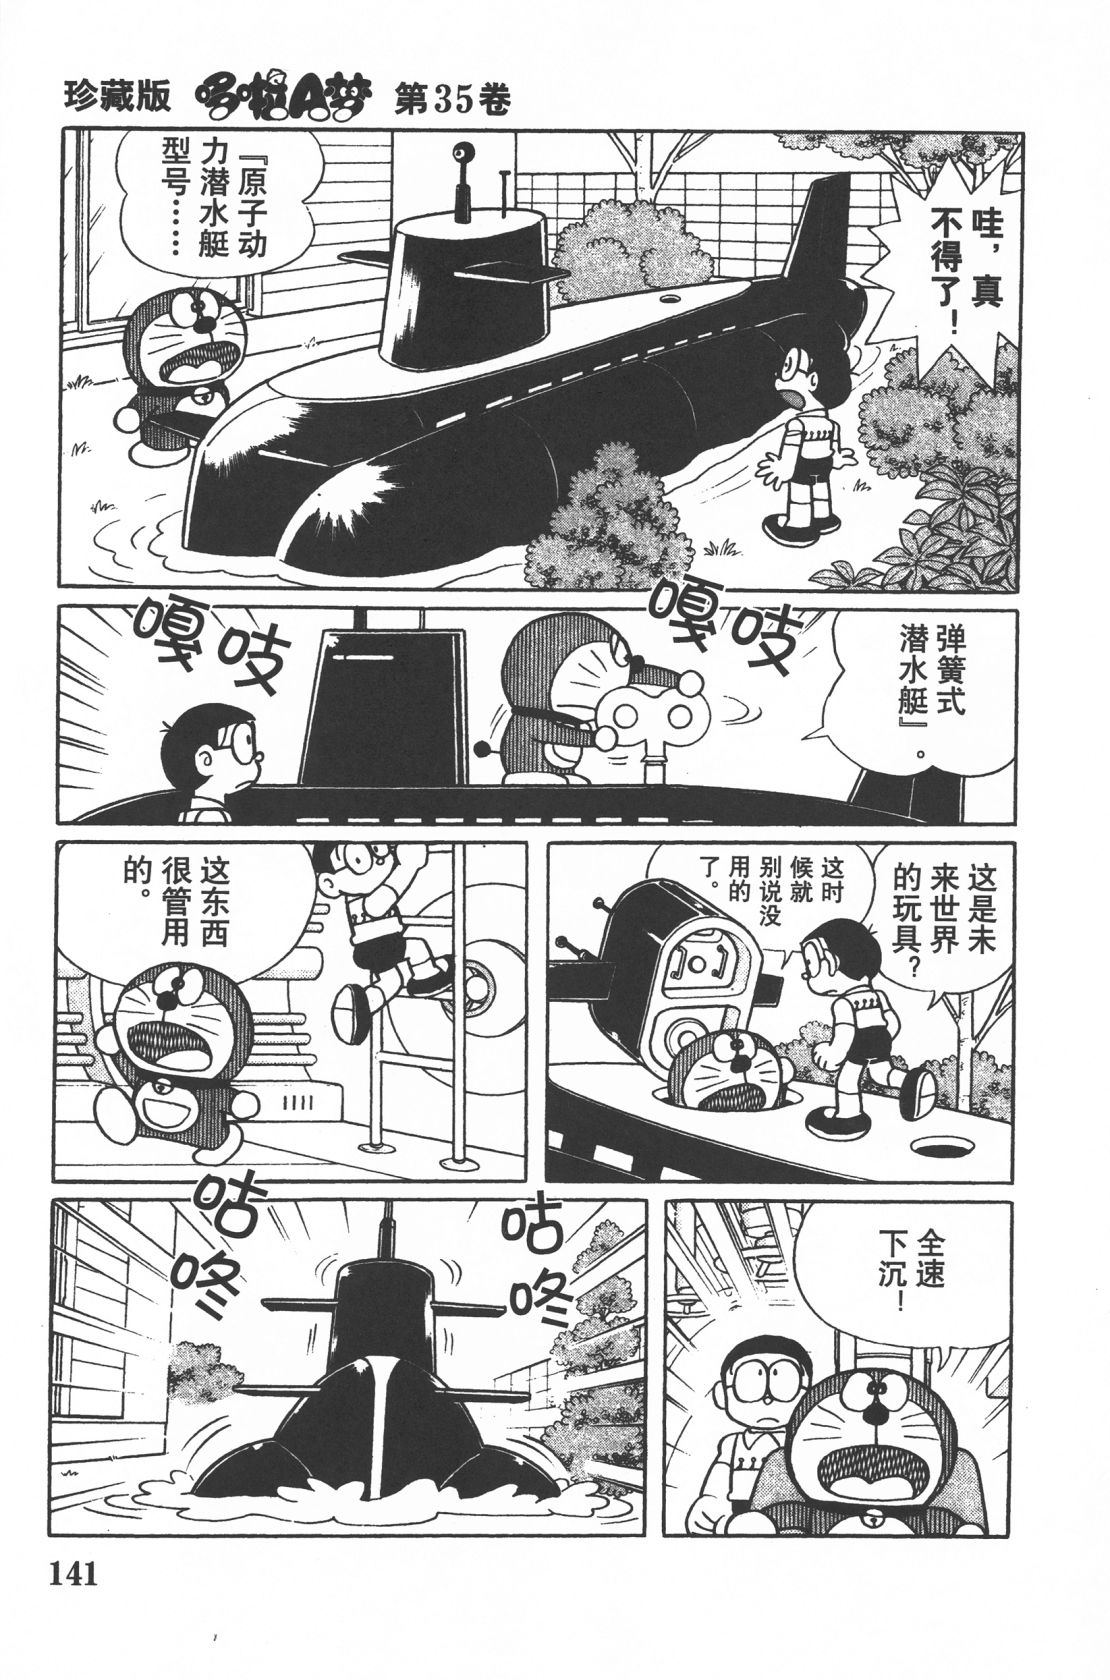 珍藏版 哆啦A梦 第35卷
哇，真
不得了！
『原子动
力潜水艇
型号……
弹簧式
潜水艇』。
嘎吱
嘎吱
这是未
来世界
的玩具？
这时
候就
别说没
用的
了。
这东西
很管用
的。
全速
下沉！
咕咚
咕咚
141